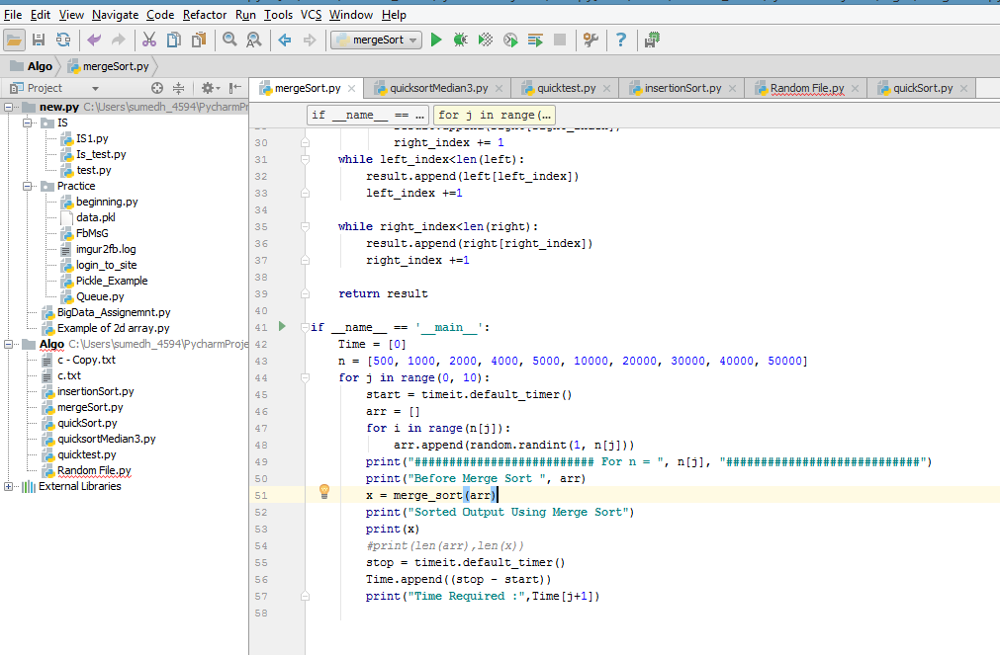 File Edit View Navigate Code Refactor Run Tools VCS Window Help
mergeSort
Algo mergeSort.py
Project
mergeSort.py quicksortMedian3.py quicktest.py insertionSort.py Random File.py quickSort.py
new.py C:\Users\sumedh_4594\PycharmPr
IS
IS1.py
Is_test.py
test.py
Practice
beginning.py
data.pkl
FbMsG
imgur2fb.log
login_to_site
Pickle_Example
Queue.py
BigData_Assignemnt.py
Example of 2d array.py
Algo C:\Users\sumedh_4594\PycharmProje
c - Copy.txt
c.txt
insertionSort.py
mergeSort.py
quickSort.py
quicksortMedian3.py
quicktest.py
Random File.py
External Libraries
if __name__ == ... for j in range(...
30 right_index += 1
31 while left_index<len(left):
32 result.append(left[left_index])
33 left_index +=1
34
35 while right_index<len(right):
36 result.append(right[right_index])
37 right_index +=1
38
39 return result
40
41 if __name__ == '__main__':
42 Time = [0]
43 n = [500, 1000, 2000, 4000, 5000, 10000, 20000, 30000, 40000, 50000]
44 for j in range(0, 10):
45 start = timeit.default_timer()
46 arr = []
47 for i in range(n[j]):
48 arr.append(random.randint(1, n[j]))
49 print("########################## For n = ", n[j], "############################")
50 print("Before Merge Sort ", arr)
51 x = merge_sort(arr)
52 print("Sorted Output Using Merge Sort")
53 print(x)
54 #print(len(arr),len(x))
55 stop = timeit.default_timer()
56 Time.append((stop - start))
57 print("Time Required :",Time[j+1])
58